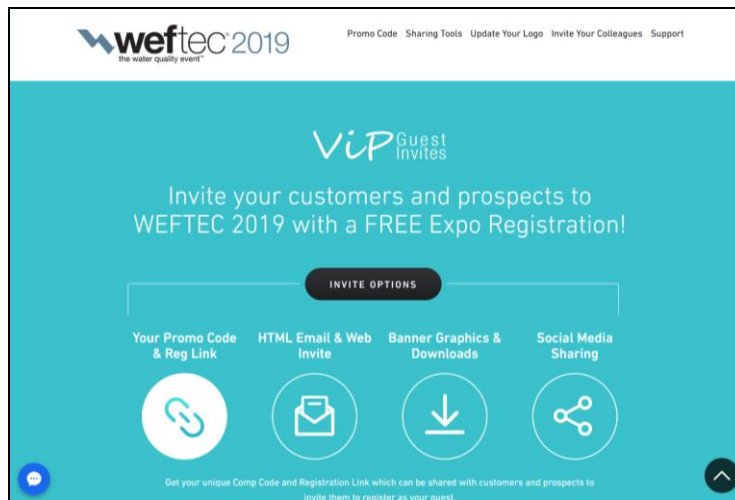 weftec® 2019
the water quality event™
Promo Code Sharing Tools Update Your Logo Invite Your Colleagues Support
ViP Guest Invites
Invite your customers and prospects to
WEFTEC 2019 with a FREE Expo Registration!
INVITE OPTIONS
Your Promo Code
& Reg Link
HTML Email & Web
Invite
Banner Graphics &
Downloads
Social Media
Sharing
Get your unique Comp Code and Registration Link which can be shared with customers and prospects to
invite them to register as your guest.